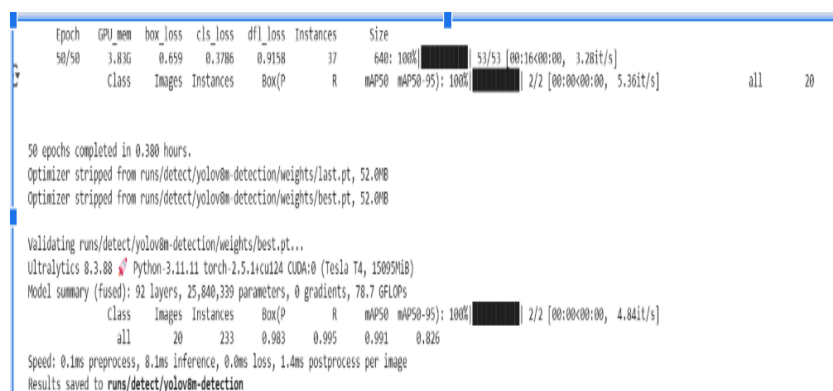 Epoch GPU_mem box_loss cls_loss dfl_loss Instances Size
50/50 3.83G 0.659 0.3786 0.9158 37 640: 100%|██████████| 53/53 [00:16<00:00, 3.28it/s]
Class Images Instances Box(P R mAP50 mAP50-95): 100%|██████████| 2/2 [00:00<00:00, 5.36it/s] all 20
50 epochs completed in 0.380 hours.
Optimizer stripped from runs/detect/yolov8m-detection/weights/last.pt, 52.0MB
Optimizer stripped from runs/detect/yolov8m-detection/weights/best.pt, 52.0MB
Validating runs/detect/yolov8m-detection/weights/best.pt...
Ultralytics 8.3.88 🚀 Python-3.11.11 torch-2.5.1+cu124 CUDA:0 (Tesla T4, 15095MiB)
Model summary (fused): 92 layers, 25,840,339 parameters, 0 gradients, 78.7 GFLOPs
Class Images Instances Box(P R mAP50 mAP50-95): 100%|██████████| 2/2 [00:00<00:00, 4.84it/s]
all 20 233 0.983 0.995 0.991 0.826
Speed: 0.1ms preprocess, 8.1ms inference, 0.0ms loss, 1.4ms postprocess per image
Results saved to runs/detect/yolov8m-detection